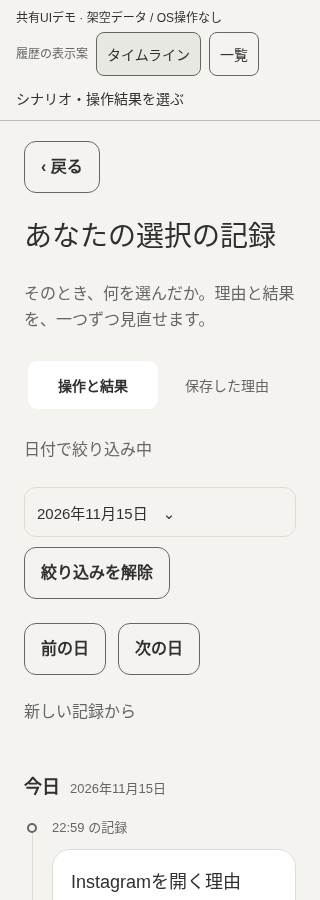 共有UIデモ · 架空データ / OS操作なし
履歴の表示案 タイムライン 一覧
シナリオ・操作結果を選ぶ
‹ 戻る
あなたの選択の記録
そのとき、何を選んだか。理由と結果
を、一つずつ見直せます。
操作と結果 保存した理由
日付で絞り込み中
2026年11月15日
絞り込みを解除
前の日 次の日
新しい記録から
今日 2026年11月15日
22:59 の記録
Instagramを開く理由